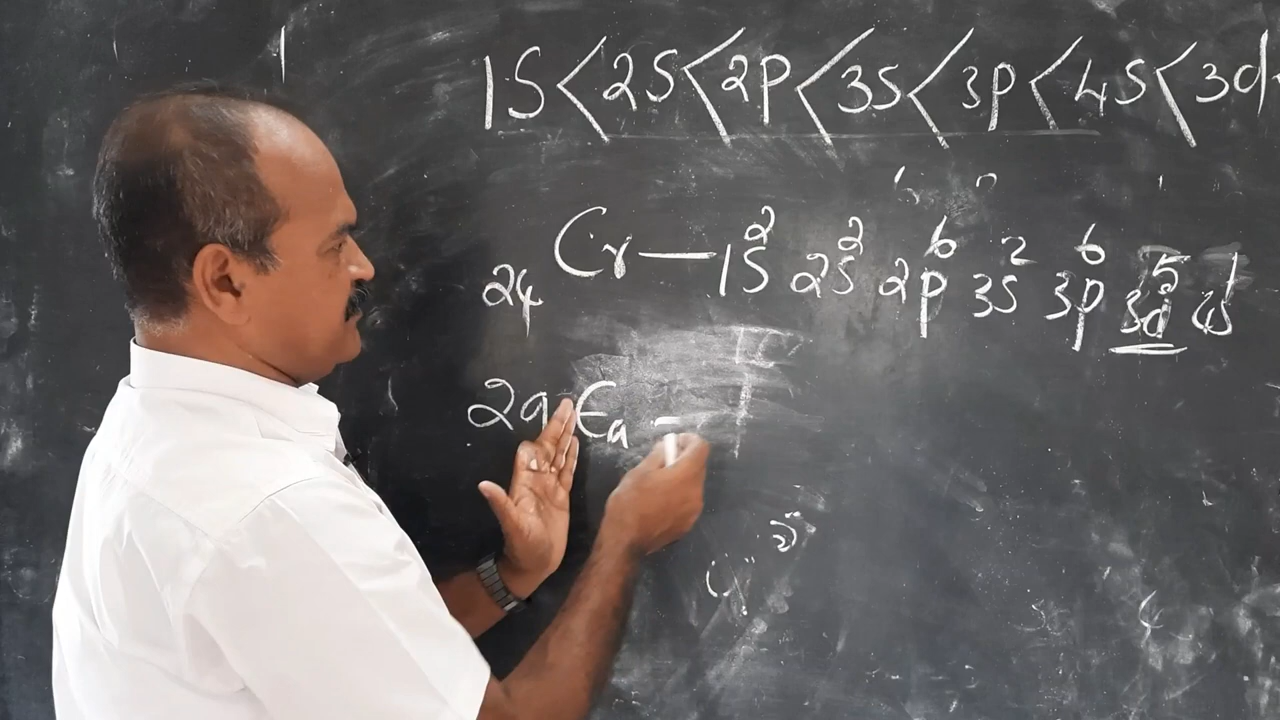 1S < 2S < 2P < 3S < 3P < 4S < 3d
24 Cr — 1S² 2S² 2P⁶ 3S² 3P⁶ 3d⁵ 4S¹
29 Cu –